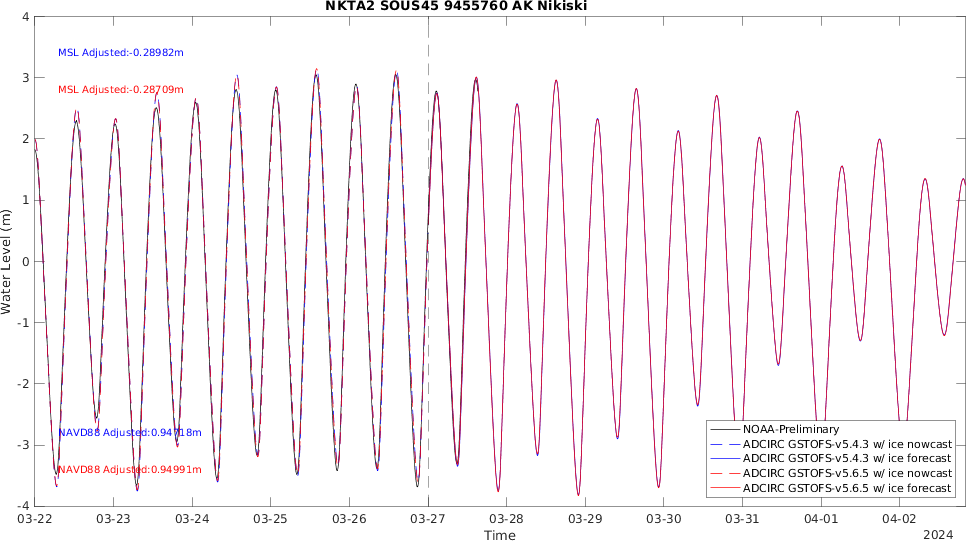 NKTA2 SOUS45 9455760 AK Nikiski
4
MSL Adjusted:-0.28982m
3
MSL Adjusted:-0.28709m
2
1
0
-1
-2
NAVD88 Adjusted:0.94718m
-3
NAVD88 Adjusted:0.94991m
-4
Water Level (m)
NOAA-Preliminary
ADCIRC GSTOFS-v5.4.3 w/ ice nowcast
ADCIRC GSTOFS-v5.4.3 w/ ice forecast
ADCIRC GSTOFS-v5.6.5 w/ ice nowcast
ADCIRC GSTOFS-v5.6.5 w/ ice forecast
03-22 03-23 03-24 03-25 03-26 03-27 03-28 03-29 03-30 03-31 04-01 04-02
Time
2024